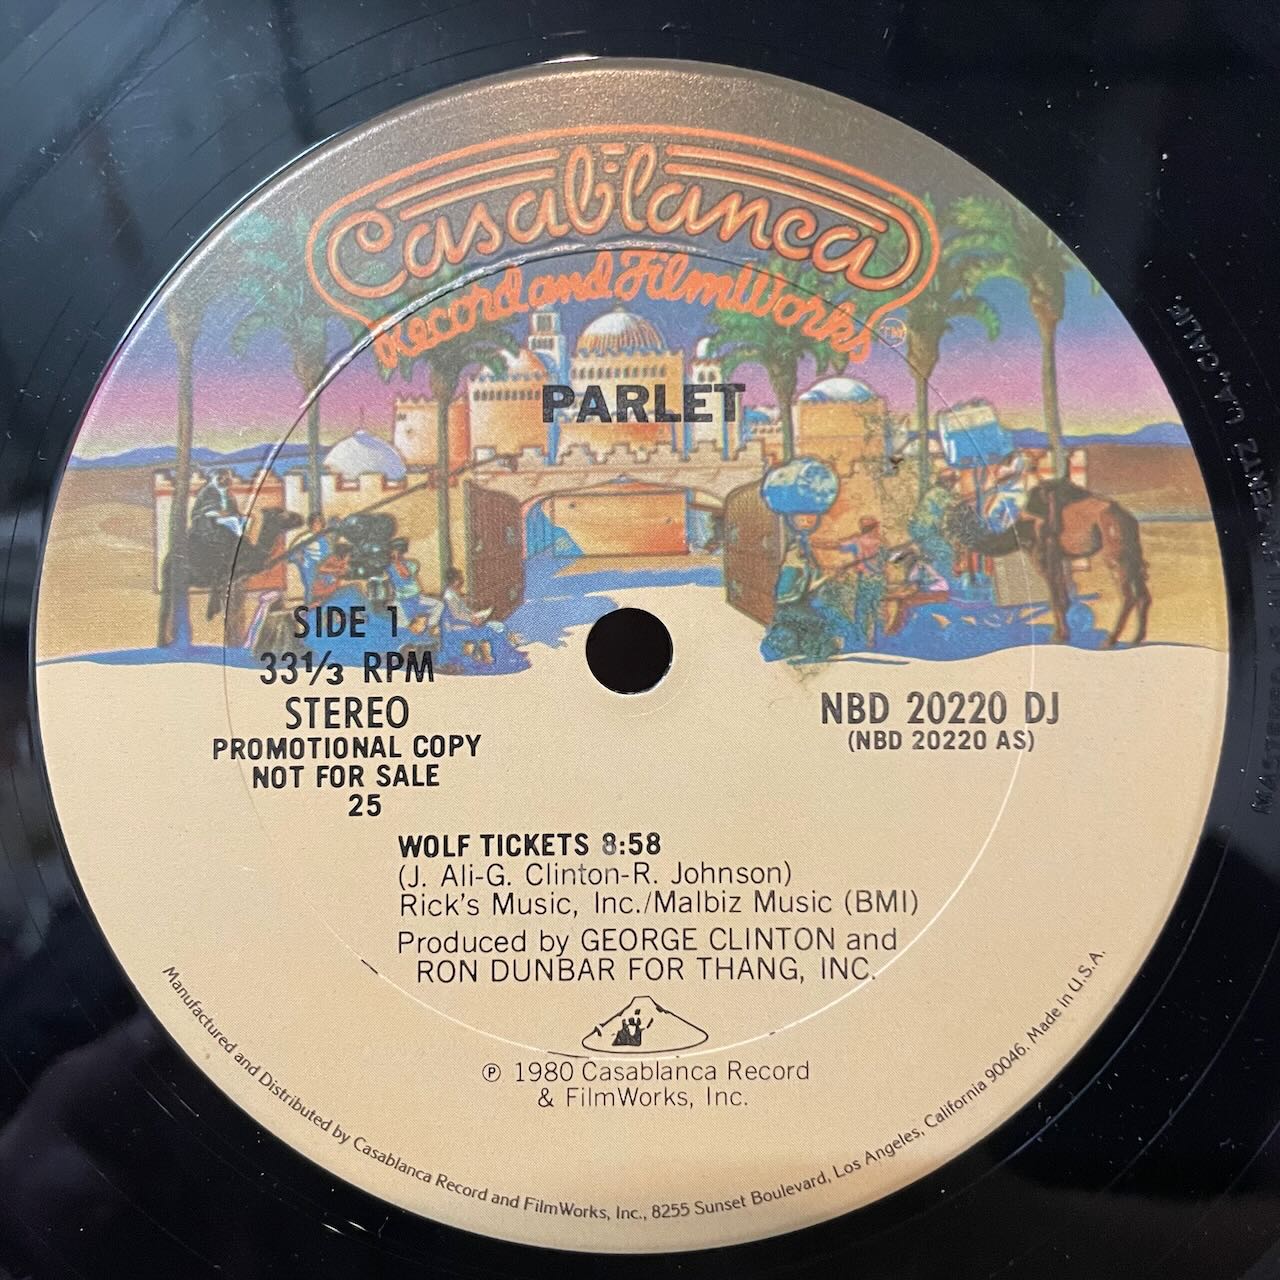 Casablanca
Record and FilmWorks
TM
PARLET
SIDE 1
33 1/3 RPM
STEREO
PROMOTIONAL COPY
NOT FOR SALE
25
NBD 20220 DJ
(NBD 20220 AS)
WOLF TICKETS 8:58
(J. Ali-G. Clinton-R. Johnson)
Rick's Music, Inc./Malbiz Music (BMI)
Produced by GEORGE CLINTON and
RON DUNBAR FOR THANG, INC.
℗ 1980 Casablanca Record
& FilmWorks, Inc.
Manufactured and Distributed by Casablanca Record and FilmWorks, Inc., 8255 Sunset Boulevard, Los Angeles, California 90046. Made in U.S.A.
L.A., CALIF.